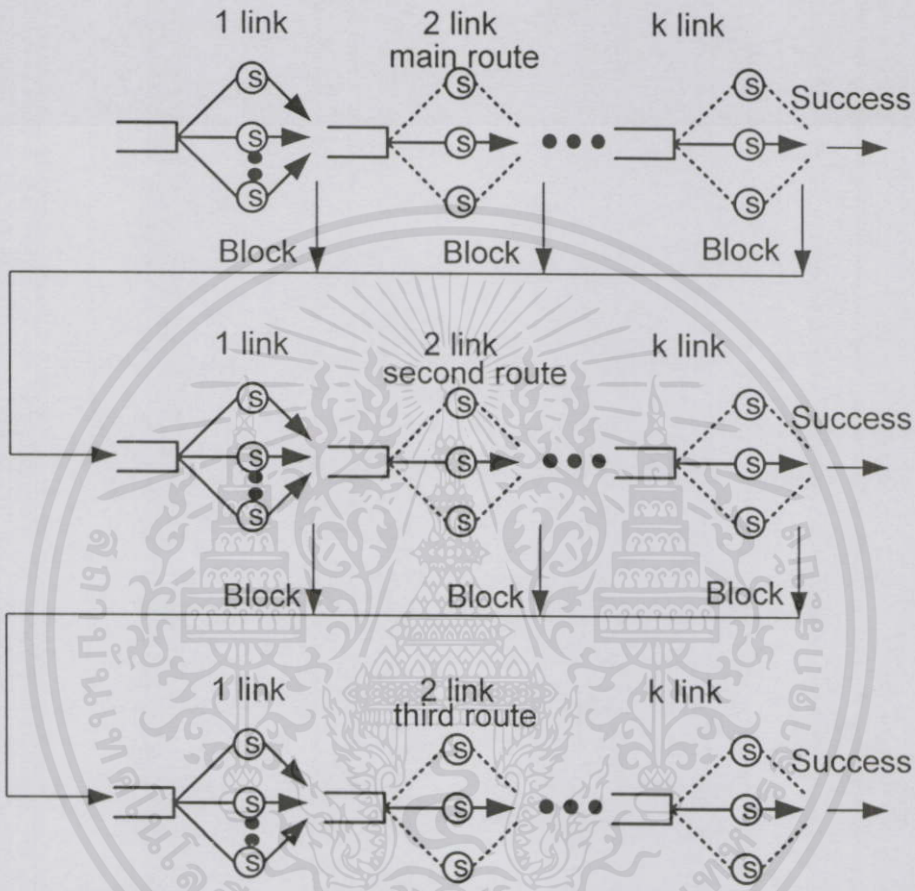 1 link 2 link k link
main route
S S S
Success
S S S
S S S
Block Block Block
1 link 2 link k link
second route
S S S
Success
S S S
S S S
Block Block Block
1 link 2 link k link
third route
S S S
Success
S S S
S S S